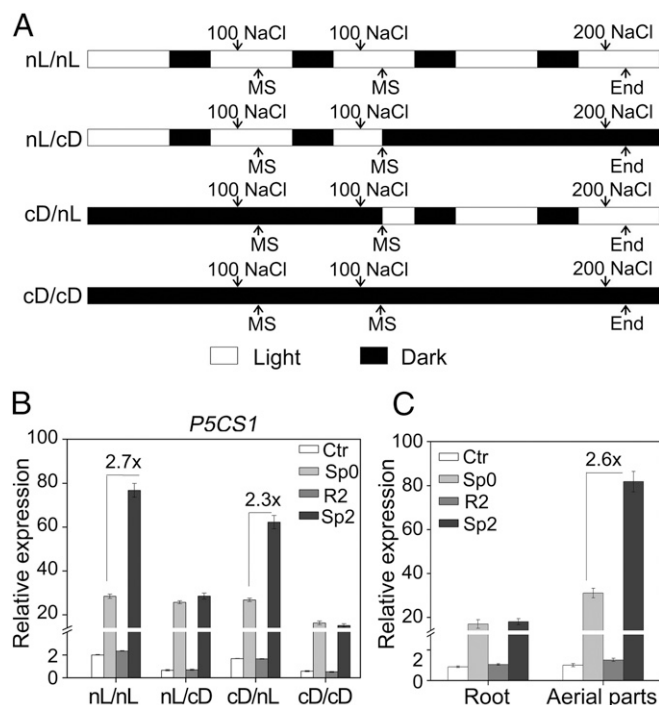 A
100 NaCl 100 NaCl 200 NaCl
nL/nL
MS MS End
100 NaCl 100 NaCl 200 NaCl
nL/cD
MS MS End
100 NaCl 100 NaCl 200 NaCl
cD/nL
MS MS End
100 NaCl 100 NaCl 200 NaCl
cD/cD
MS MS End
Light Dark
B
P5CS1
Relative expression
100
80
60
40
20
2
0
2.7x
2.3x
Ctr
Sp0
R2
Sp2
nL/nL nL/cD cD/nL cD/cD
C
Relative expression
100
80
60
40
20
2
0
Ctr
Sp0
R2
Sp2
2.6x
Root Aerial parts